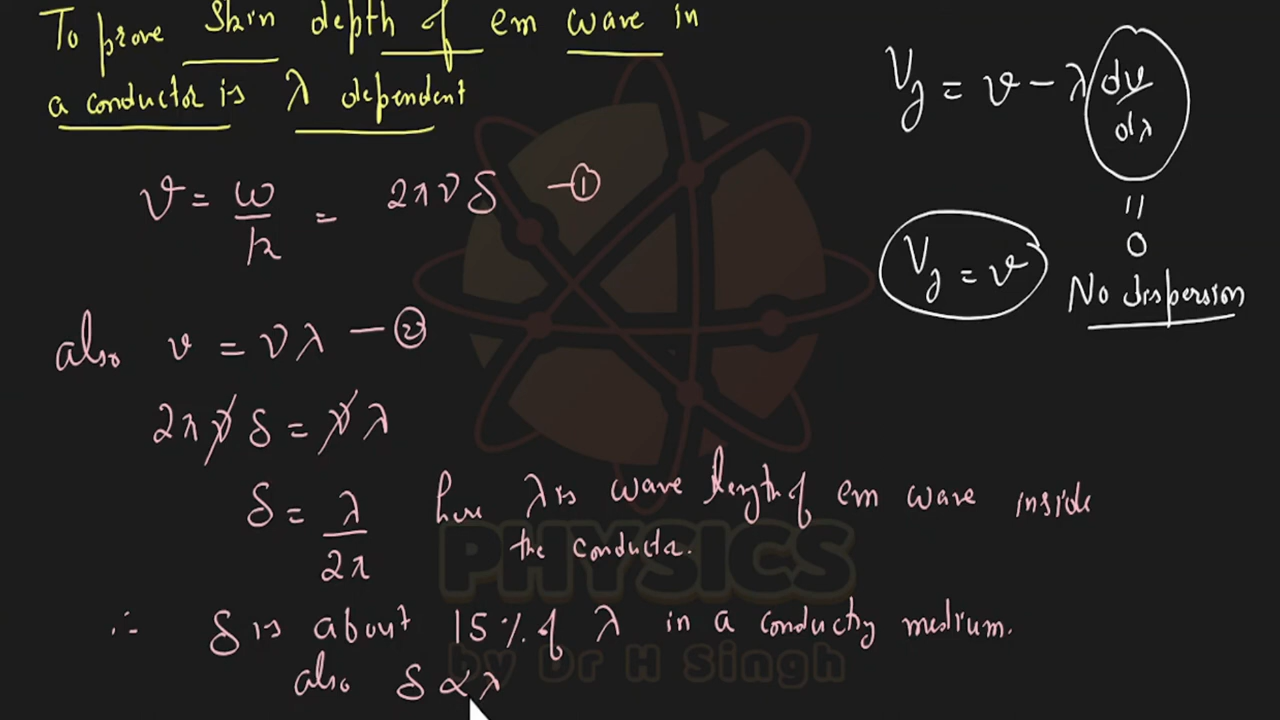 To prove skin depth of em wave in
a conductor is λ dependent
v = ω/k = 2πνδ —①
also v = νλ —②
2πνδ = νλ
δ = λ/2π here λ is wave length of em wave inside
the conductor.
∴ δ is about 15% of λ in a conductg medium.
also δ ∝ λ
Vg = v − λ dv/dλ
||
0
Vg = v
No dispersion
PHYSICS
by Dr H Singh